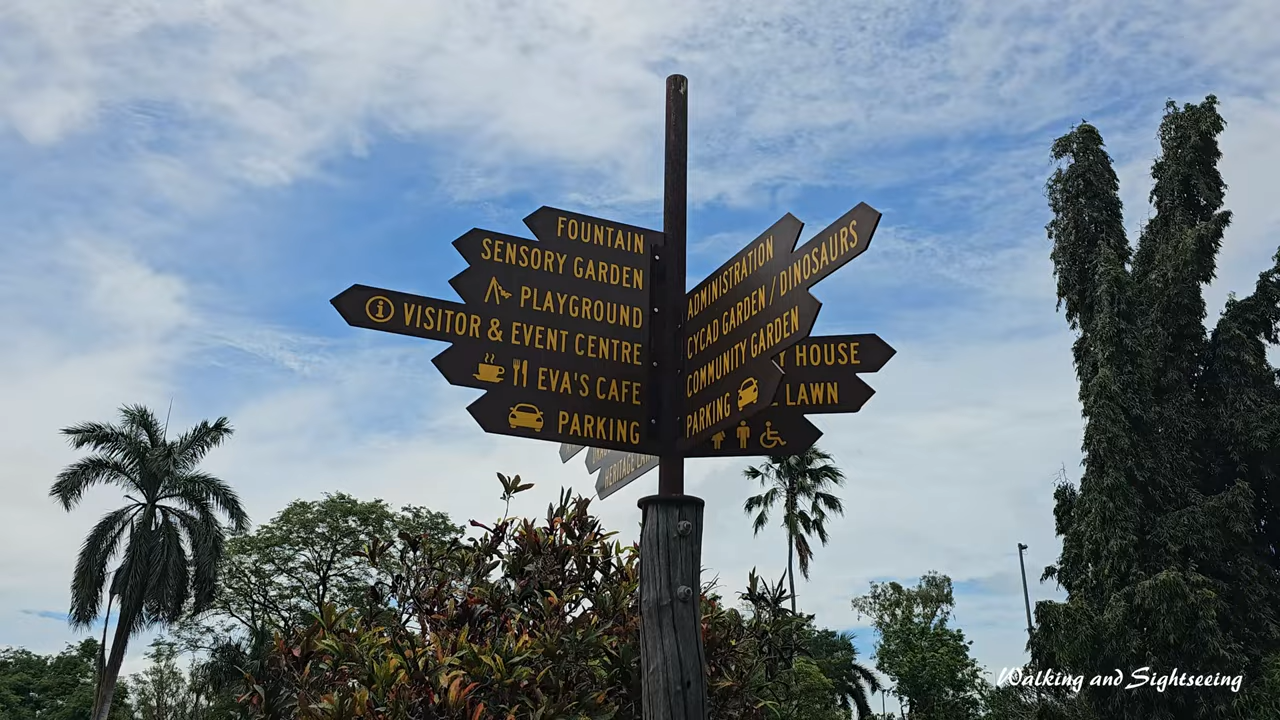 FOUNTAIN
SENSORY GARDEN
PLAYGROUND
VISITOR & EVENT CENTRE
EVA'S CAFE
PARKING
ADMINISTRATION
CYCAD GARDEN / DINOSAURS
COMMUNITY GARDEN
PARKING
HOUSE
LAWN
HERITAGE
Walking and Sightseeing